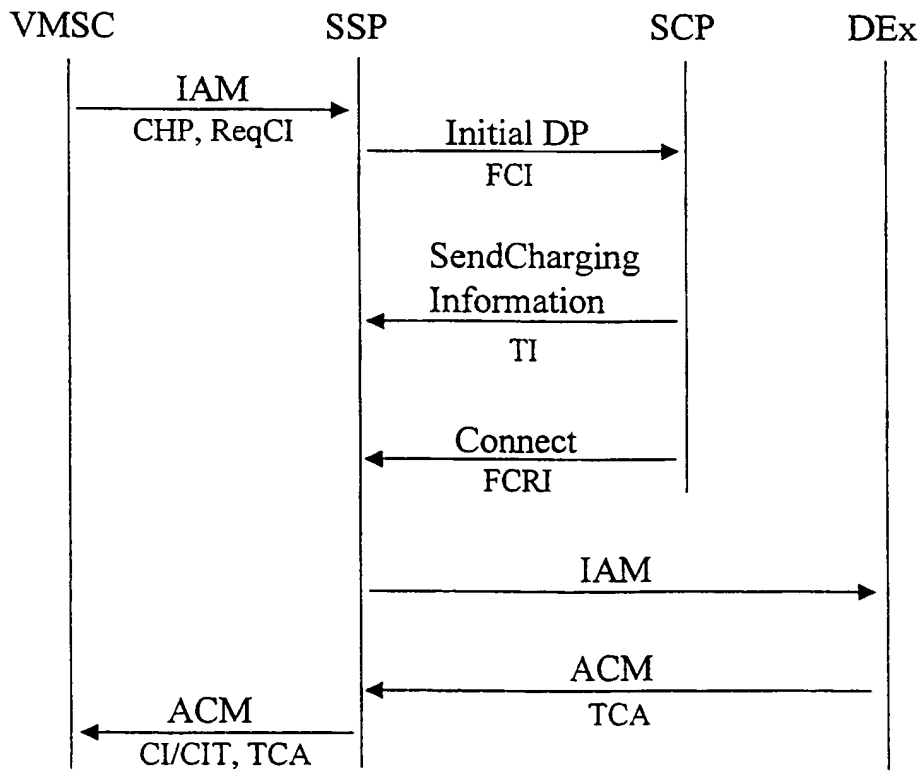 VMSC SSP SCP DEx
IAM
CHP, ReqCI
Initial DP
FCI
SendCharging
Information
TI
Connect
FCRI
IAM
ACM
TCA
ACM
CI/CIT, TCA